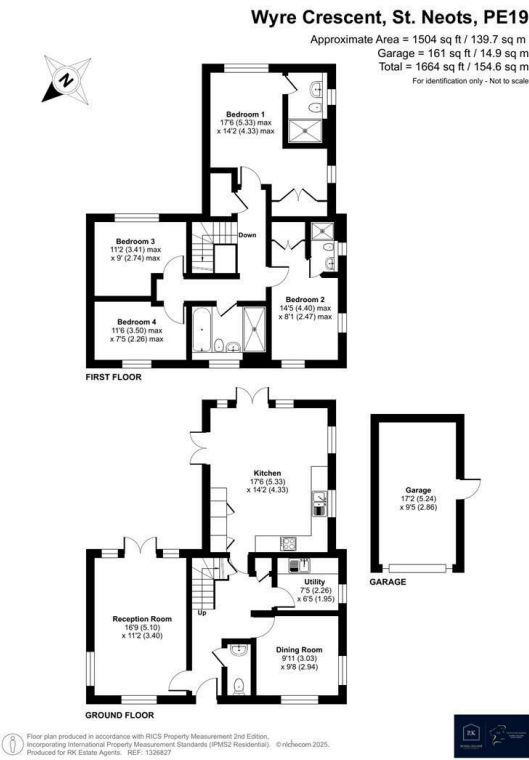 Wyre Crescent, St. Neots, PE19
Approximate Area = 1504 sq ft / 139.7 sq m
Garage = 161 sq ft / 14.9 sq m
Total = 1664 sq ft / 154.6 sq m
For identification only - Not to scale
N
Bedroom 1
17'6 (5.33) max
x 14'2 (4.33) max
Down
Bedroom 3
11'2 (3.41) max
x 9' (2.74) max
Bedroom 2
14'5 (4.40) max
x 8'1 (2.47) max
Bedroom 4
11'6 (3.50) max
x 7'5 (2.26) max
FIRST FLOOR
Kitchen
17'6 (5.33)
x 14'2 (4.33)
Garage
17'2 (5.24)
x 9'5 (2.86)
GARAGE
Utility
7'5 (2.26)
x 6'5 (1.95)
Up
Reception Room
16'9 (5.10)
x 11'2 (3.40)
Dining Room
9'11 (3.03)
x 9'8 (2.94)
GROUND FLOOR
Floor plan produced in accordance with RICS Property Measurement 2nd Edition,
Incorporating International Property Measurement Standards (IPMS2 Residential). © nichecom 2025.
Produced for RK Estate Agents. REF: 1326827